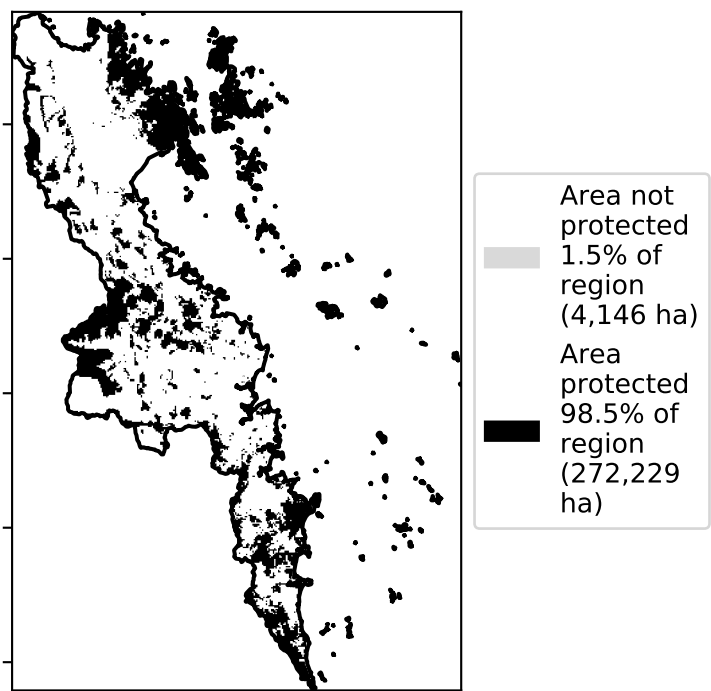 Area not
protected
1.5% of
region
(4,146 ha)
Area
protected
98.5% of
region
(272,229
ha)